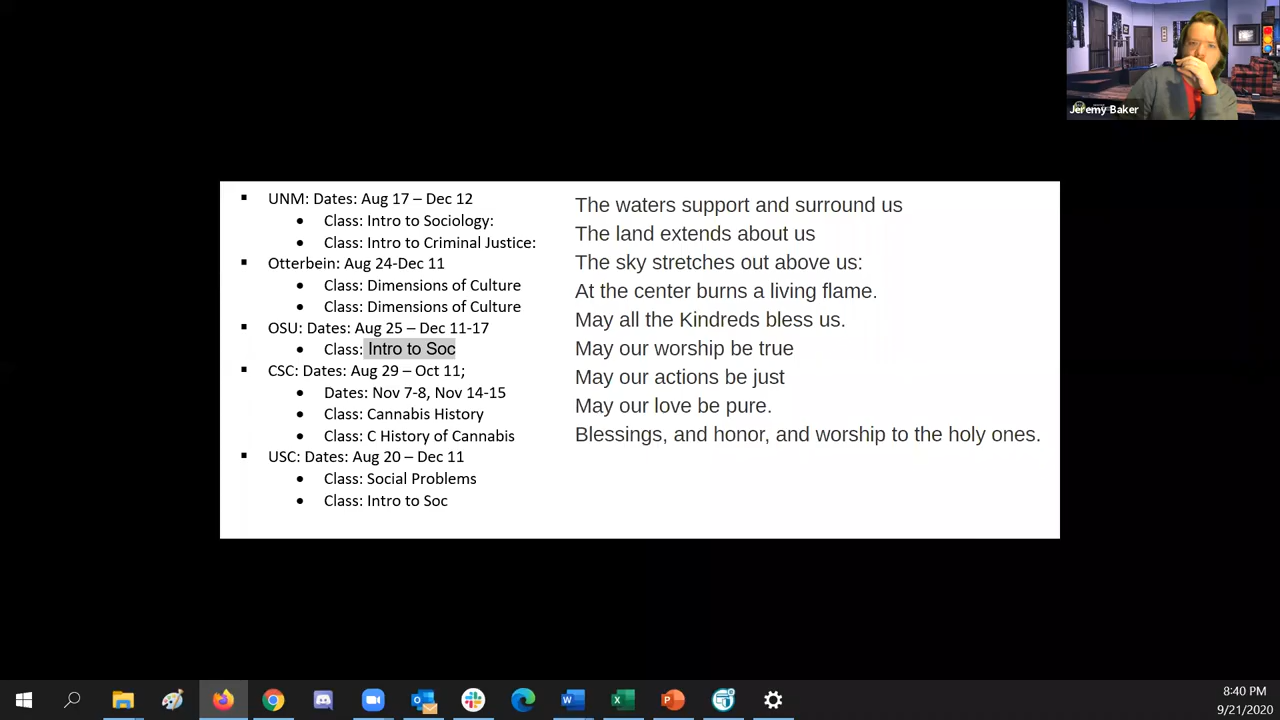 Jeremy Baker
UNM: Dates: Aug 17 – Dec 12
Class: Intro to Sociology:
Class: Intro to Criminal Justice:
Otterbein: Aug 24-Dec 11
Class: Dimensions of Culture
Class: Dimensions of Culture
OSU: Dates: Aug 25 – Dec 11-17
Class: Intro to Soc
CSC: Dates: Aug 29 – Oct 11;
Dates: Nov 7-8, Nov 14-15
Class: Cannabis History
Class: C History of Cannabis
USC: Dates: Aug 20 – Dec 11
Class: Social Problems
Class: Intro to Soc
The waters support and surround us
The land extends about us
The sky stretches out above us:
At the center burns a living flame.
May all the Kindreds bless us.
May our worship be true
May our actions be just
May our love be pure.
Blessings, and honor, and worship to the holy ones.
8:40 PM
9/21/2020